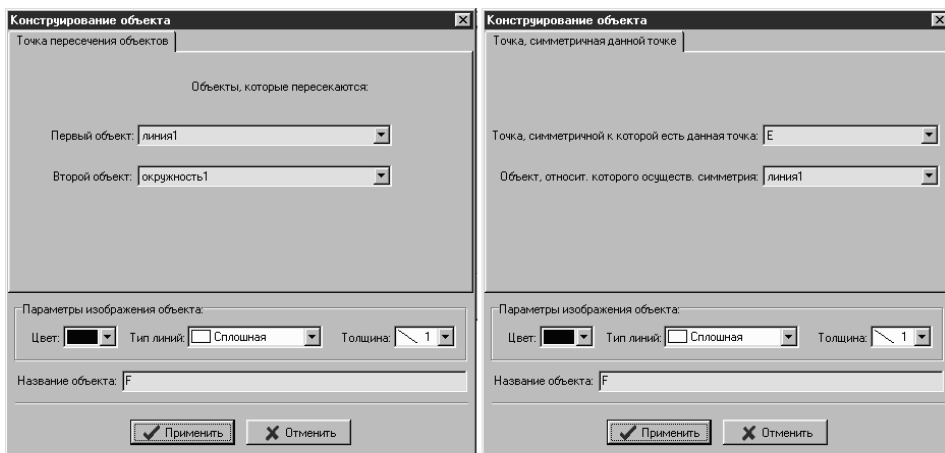 Конструирование объекта
Точка пересечения объектов
Объекты, которые пересекаются:
Первый объект: линия1
Второй объект: окружность1
Параметры изображения объекта:
Цвет: Тип линий: Сплошная Толщина: 1
Название объекта: F
Применить Отменить
Конструирование объекта
Точка, симметричная данной точке
Точка, симметричной к которой есть данная точка: E
Объект, относит. которого осуществ. симметрия: линия1
Параметры изображения объекта:
Цвет: Тип линий: Сплошная Толщина: 1
Название объекта: F
Применить Отменить